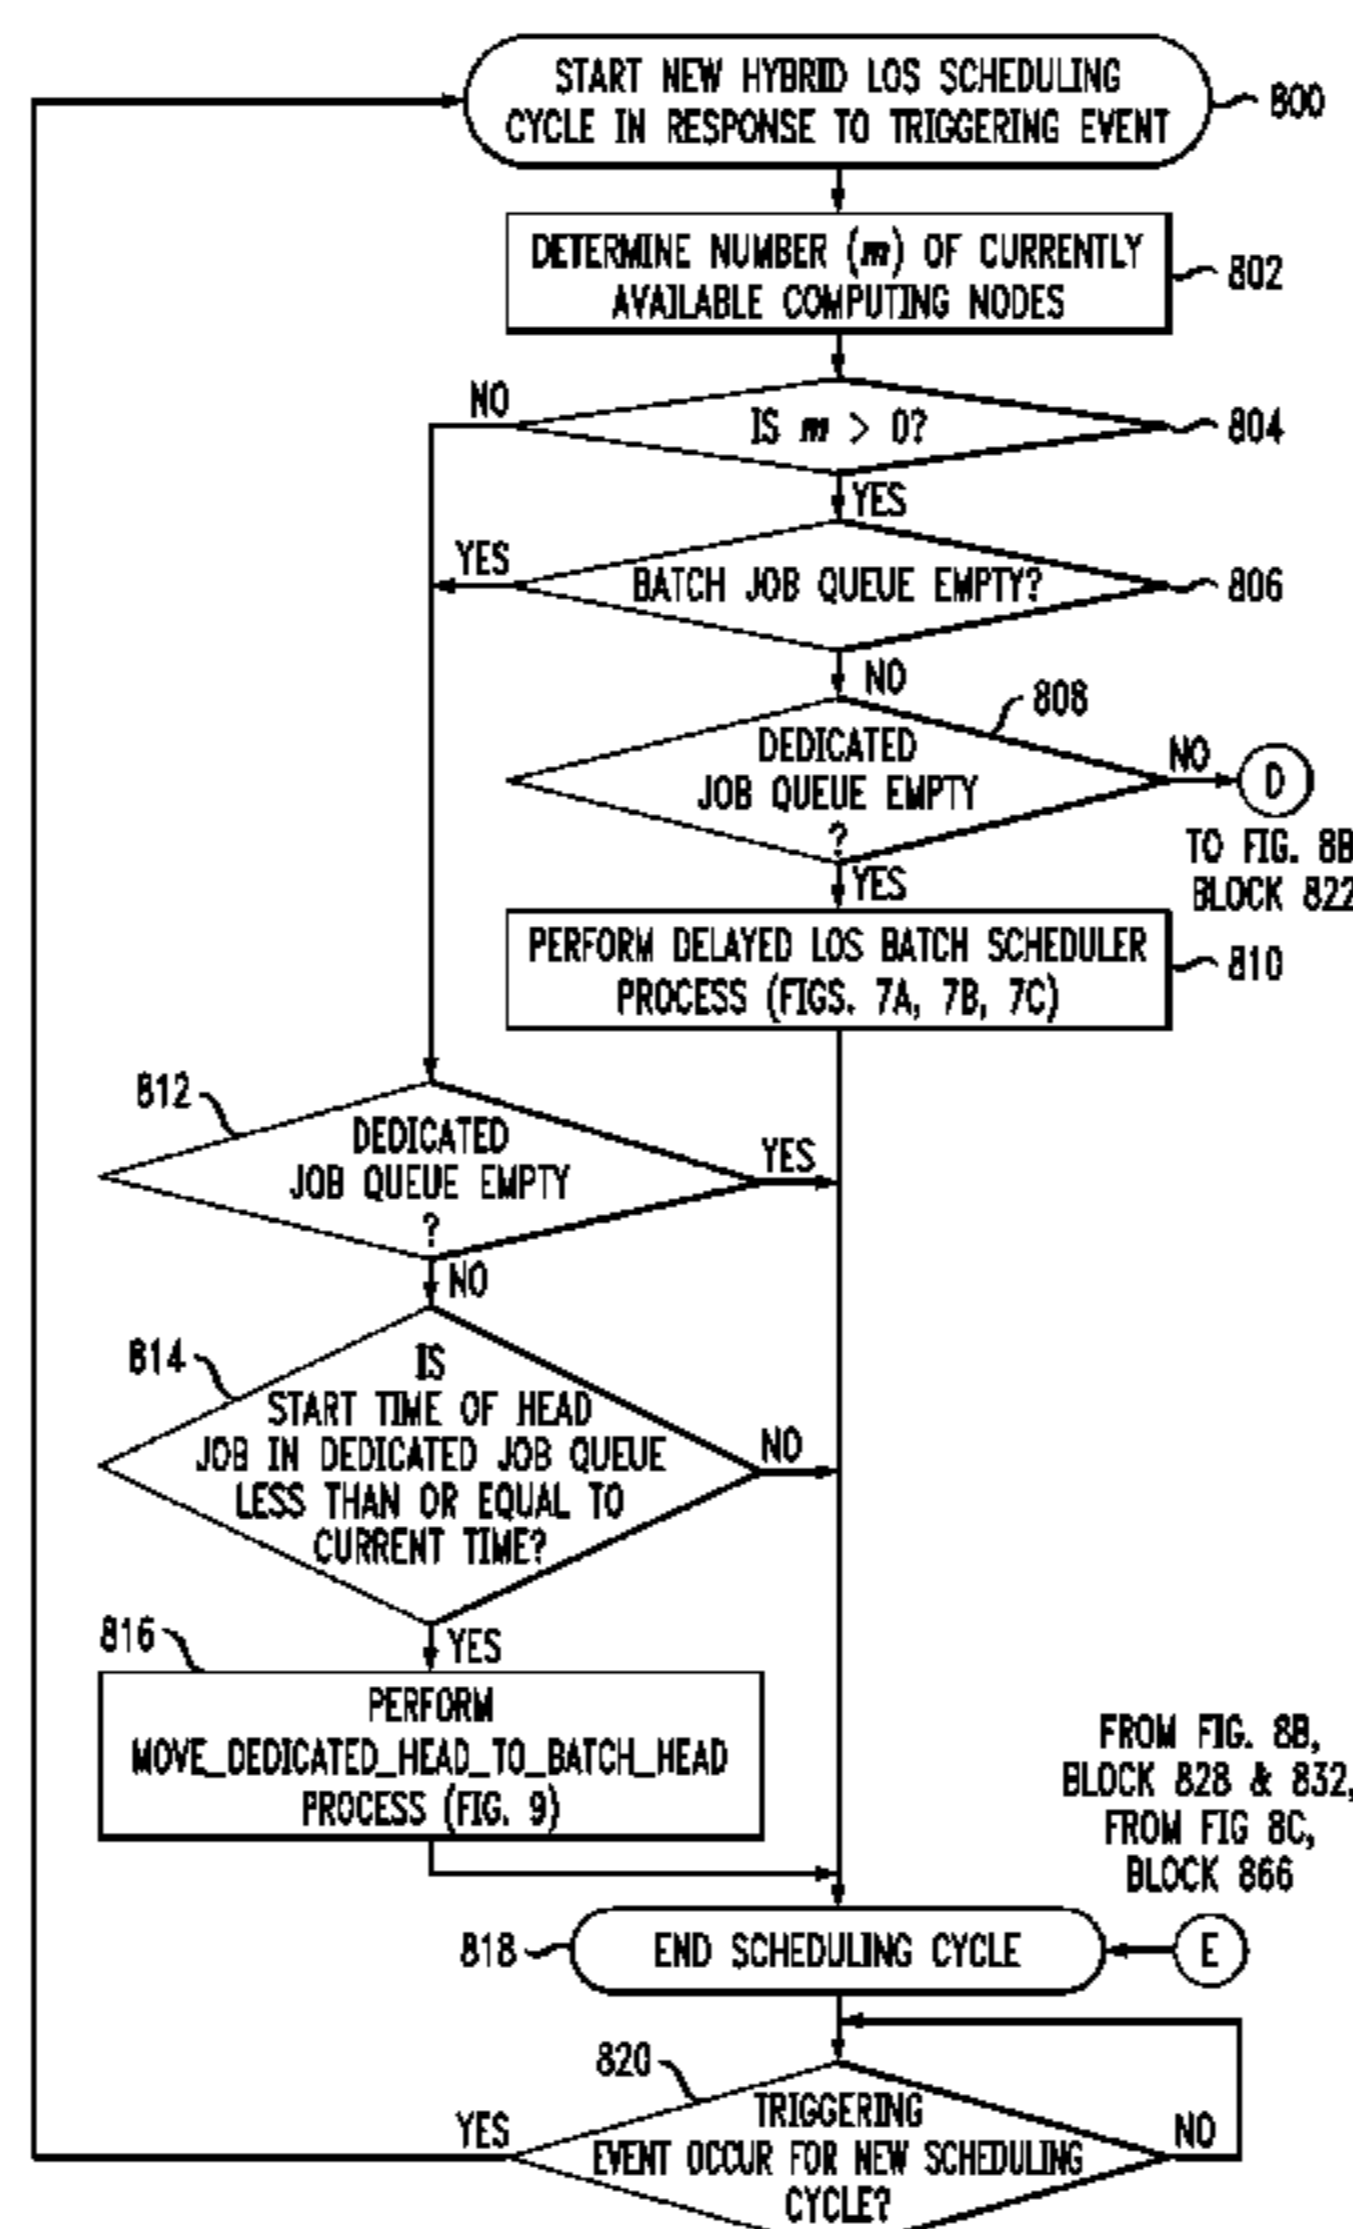 START NEW HYBRID LOS SCHEDULING
CYCLE IN RESPONSE TO TRIGGERING EVENT
800
DETERMINE NUMBER (m) OF CURRENTLY
AVAILABLE COMPUTING NODES
802
NO
IS m > 0?
804
YES
YES
BATCH JOB QUEUE EMPTY?
806
NO
808
DEDICATED
JOB QUEUE EMPTY
?
NO
D
TO FIG. 8B
BLOCK 822
YES
PERFORM DELAYED LOS BATCH SCHEDULER
PROCESS (FIGS. 7A, 7B, 7C)
810
812
DEDICATED
JOB QUEUE EMPTY
?
YES
NO
814
IS
START TIME OF HEAD
JOB IN DEDICATED JOB QUEUE
LESS THAN OR EQUAL TO
CURRENT TIME?
NO
YES
816
PERFORM
MOVE_DEDICATED_HEAD_TO_BATCH_HEAD
PROCESS (FIG. 9)
FROM FIG. 8B,
BLOCK 828 & 832,
FROM FIG 8C,
BLOCK 866
818
END SCHEDULING CYCLE
E
820
YES
TRIGGERING
EVENT OCCUR FOR NEW SCHEDULING
CYCLE?
NO